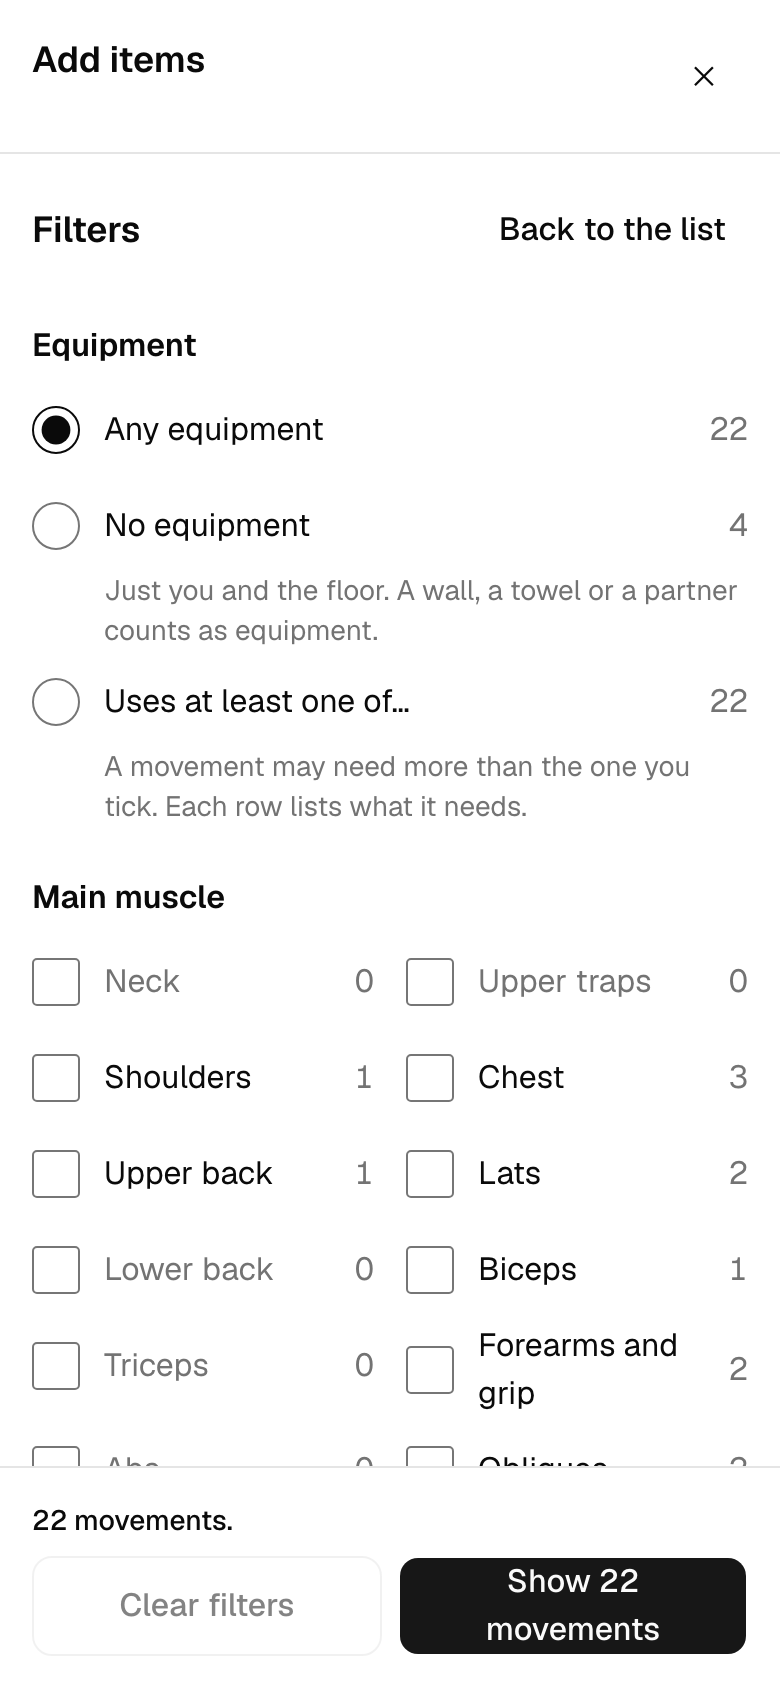 Add items
Filters
Back to the list
Equipment
Any equipment 22
No equipment 4
Just you and the floor. A wall, a towel or a partner
counts as equipment.
Uses at least one of... 22
A movement may need more than the one you
tick. Each row lists what it needs.
Main muscle
Neck 0
Upper traps 0
Shoulders 1
Chest 3
Upper back 1
Lats 2
Lower back 0
Biceps 1
Triceps 0
Forearms and
grip 2
Abs 0
Obliques
22 movements.
Clear filters
Show 22
movements